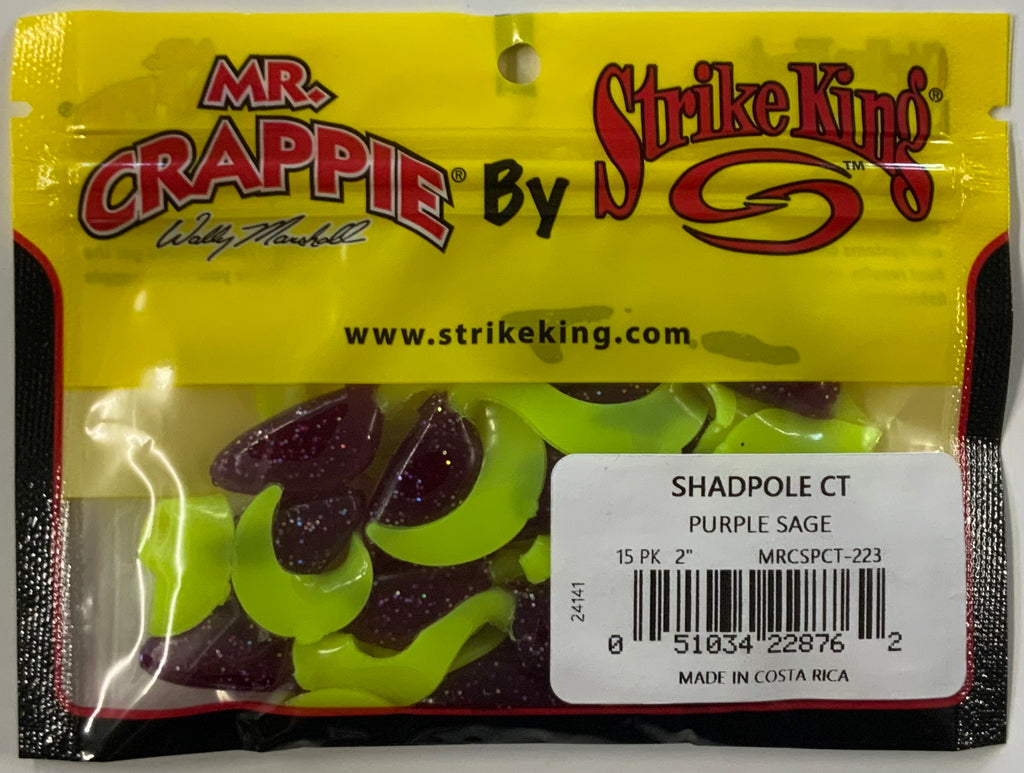 MR.
CRAPPIE®
Wally Marshall
By
Strike King®
™
www.strikeking.com
SHADPOLE CT
PURPLE SAGE
15 PK 2" MRCSPCT-223
24141
0 51034 22876 2
MADE IN COSTA RICA